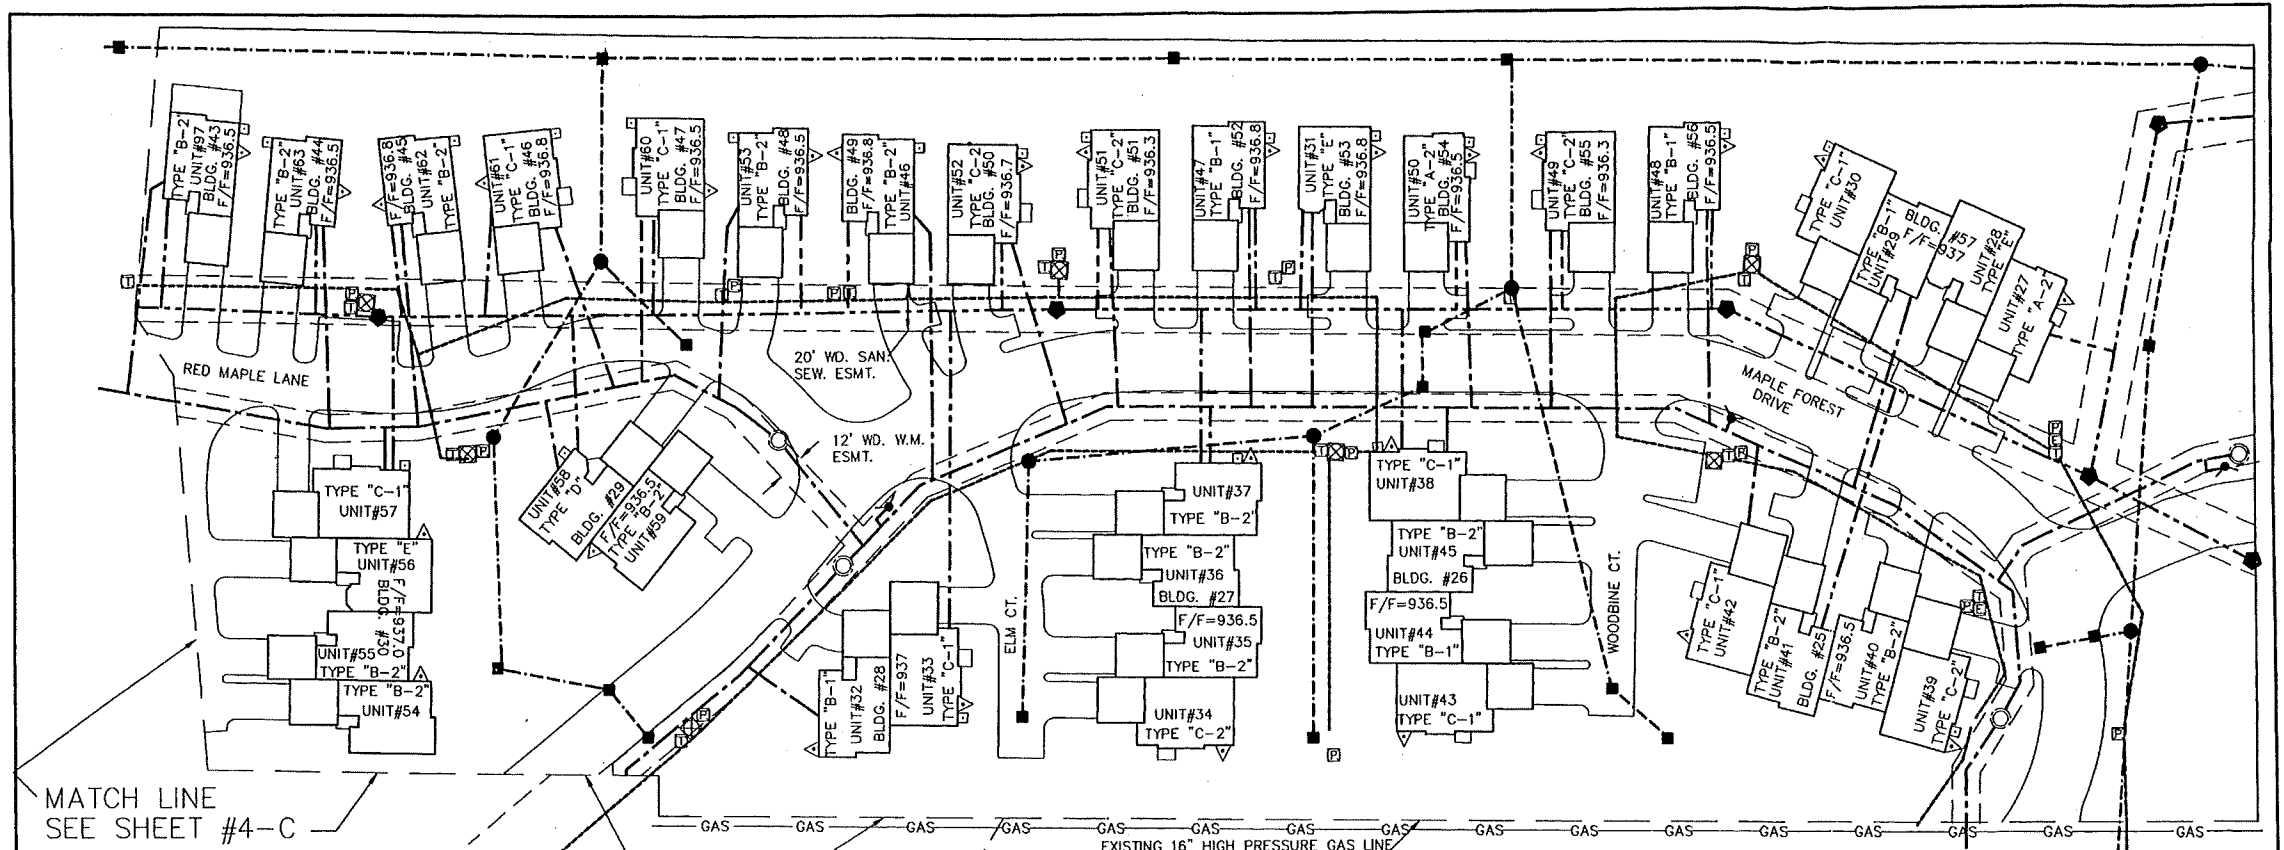 TYPE "B-2"
UNIT#97
BLDG. #43
F/F=936.5
TYPE "B-2"
UNIT#63
BLDG. #44
F/F=936.5
F/F=936.8
BLDG. #45
UNIT#62
TYPE "B-2"
UNIT#61
TYPE "C-1"
BLDG. #46
F/F=936.8
UNIT#60
TYPE "C-1"
BLDG. #47
F/F=936.5
UNIT#53
TYPE "B-2"
BLDG. #48
F/F=936.5
BLDG. #49
F/F=936.8
TYPE "B-2"
UNIT#46
UNIT#52
TYPE "C-2"
BLDG. #50
F/F=936.7
UNIT#51
TYPE "C-2"
BLDG. #51
F/F=936.3
UNIT#47
TYPE "B-1"
BLDG. #52
F/F=936.8
UNIT#31
TYPE "E"
BLDG. #53
F/F=936.8
UNIT#50
TYPE "A-2"
BLDG. #54
F/F=936.5
UNIT#49
TYPE "C-2"
BLDG. #55
F/F=936.3
UNIT#48
TYPE "B-1"
BLDG. #56
F/F=936.5
TYPE "C-1"
UNIT#30
TYPE "B-1"
UNIT#29
BLDG. #57
F/F=937
UNIT#28
TYPE "E"
UNIT#27
TYPE "A-2"
T
P
T
T
P
P
E
P
T
T
P
P
T
RED MAPLE LANE
20' WD. SAN.
SEW. ESMT.
MAPLE FOREST
DRIVE
12' WD. W.M.
ESMT.
T
P
T
P
T
R
P
E
T
TYPE "C-1"
UNIT#57
TYPE "E"
UNIT#56
F/F=937.0
BLDG. #30
UNIT#55
TYPE "B-2"
TYPE "B-2"
UNIT#54
UNIT#58
TYPE "D"
BLDG. #29
F/F=936.5
TYPE "B-2"
UNIT#59
TYPE "B-1"
UNIT#32
BLDG. #28
F/F=937
UNIT#33
TYPE "C-1"
ELM CT.
UNIT#37
TYPE "B-2"
TYPE "B-2"
UNIT#36
BLDG. #27
F/F=936.5
UNIT#35
TYPE "B-2"
UNIT#34
TYPE "C-2"
TYPE "C-1"
UNIT#38
TYPE "B-2"
UNIT#45
BLDG. #26
F/F=936.5
UNIT#44
TYPE "B-1"
UNIT#43
TYPE "C-1"
WOODBINE CT.
TYPE "C-1"
UNIT#42
TYPE "B-2"
UNIT#41
BLDG. #25
F/F=936.5
UNIT#40
TYPE "B-2"
UNIT#39
TYPE "C-2"
T
P
E
P
T
P
P
MATCH LINE
SEE SHEET #4-C
GAS GAS GAS GAS GAS GAS GAS GAS GAS GAS GAS GAS GAS GAS GAS GAS
EXISTING 16" HIGH PRESSURE GAS LINE